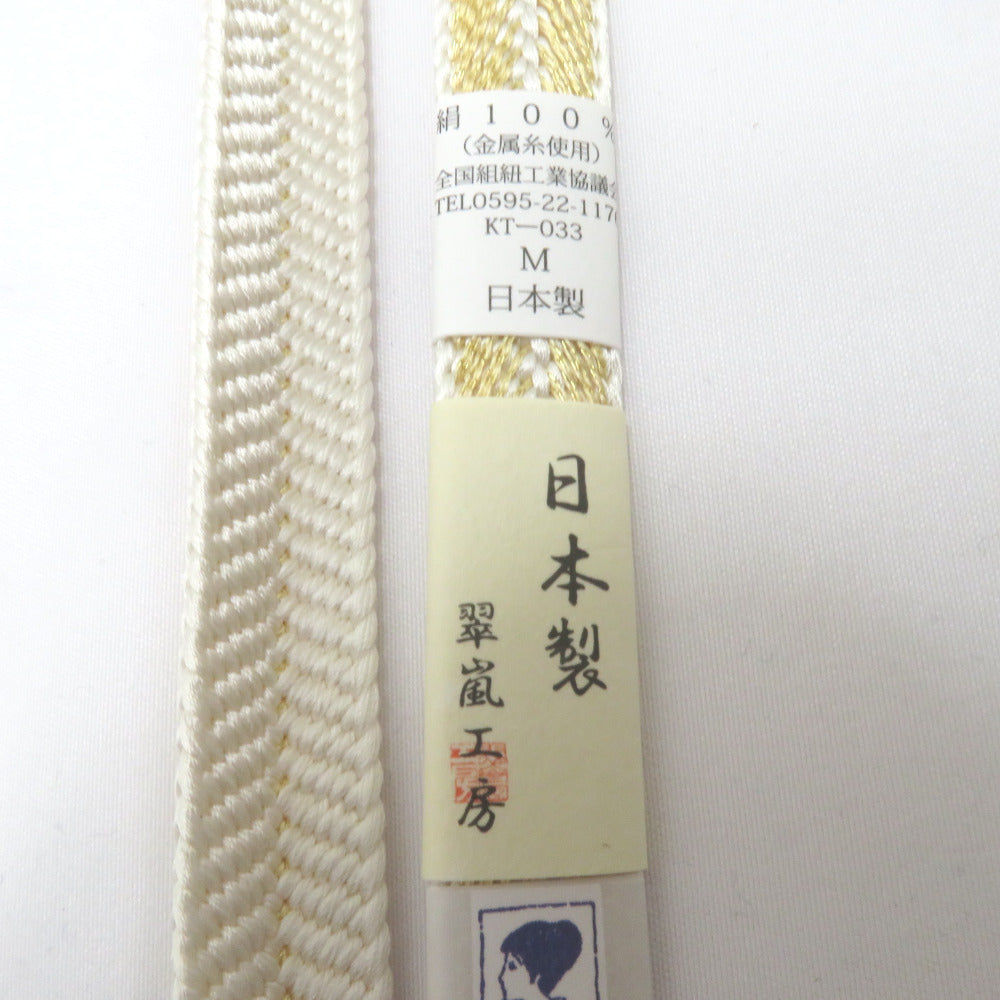 絹100%
（金属糸使用）
全国組紐工業協議会
TEL0595-22-117
KT－033
M
日本製
日本製
翠嵐工房